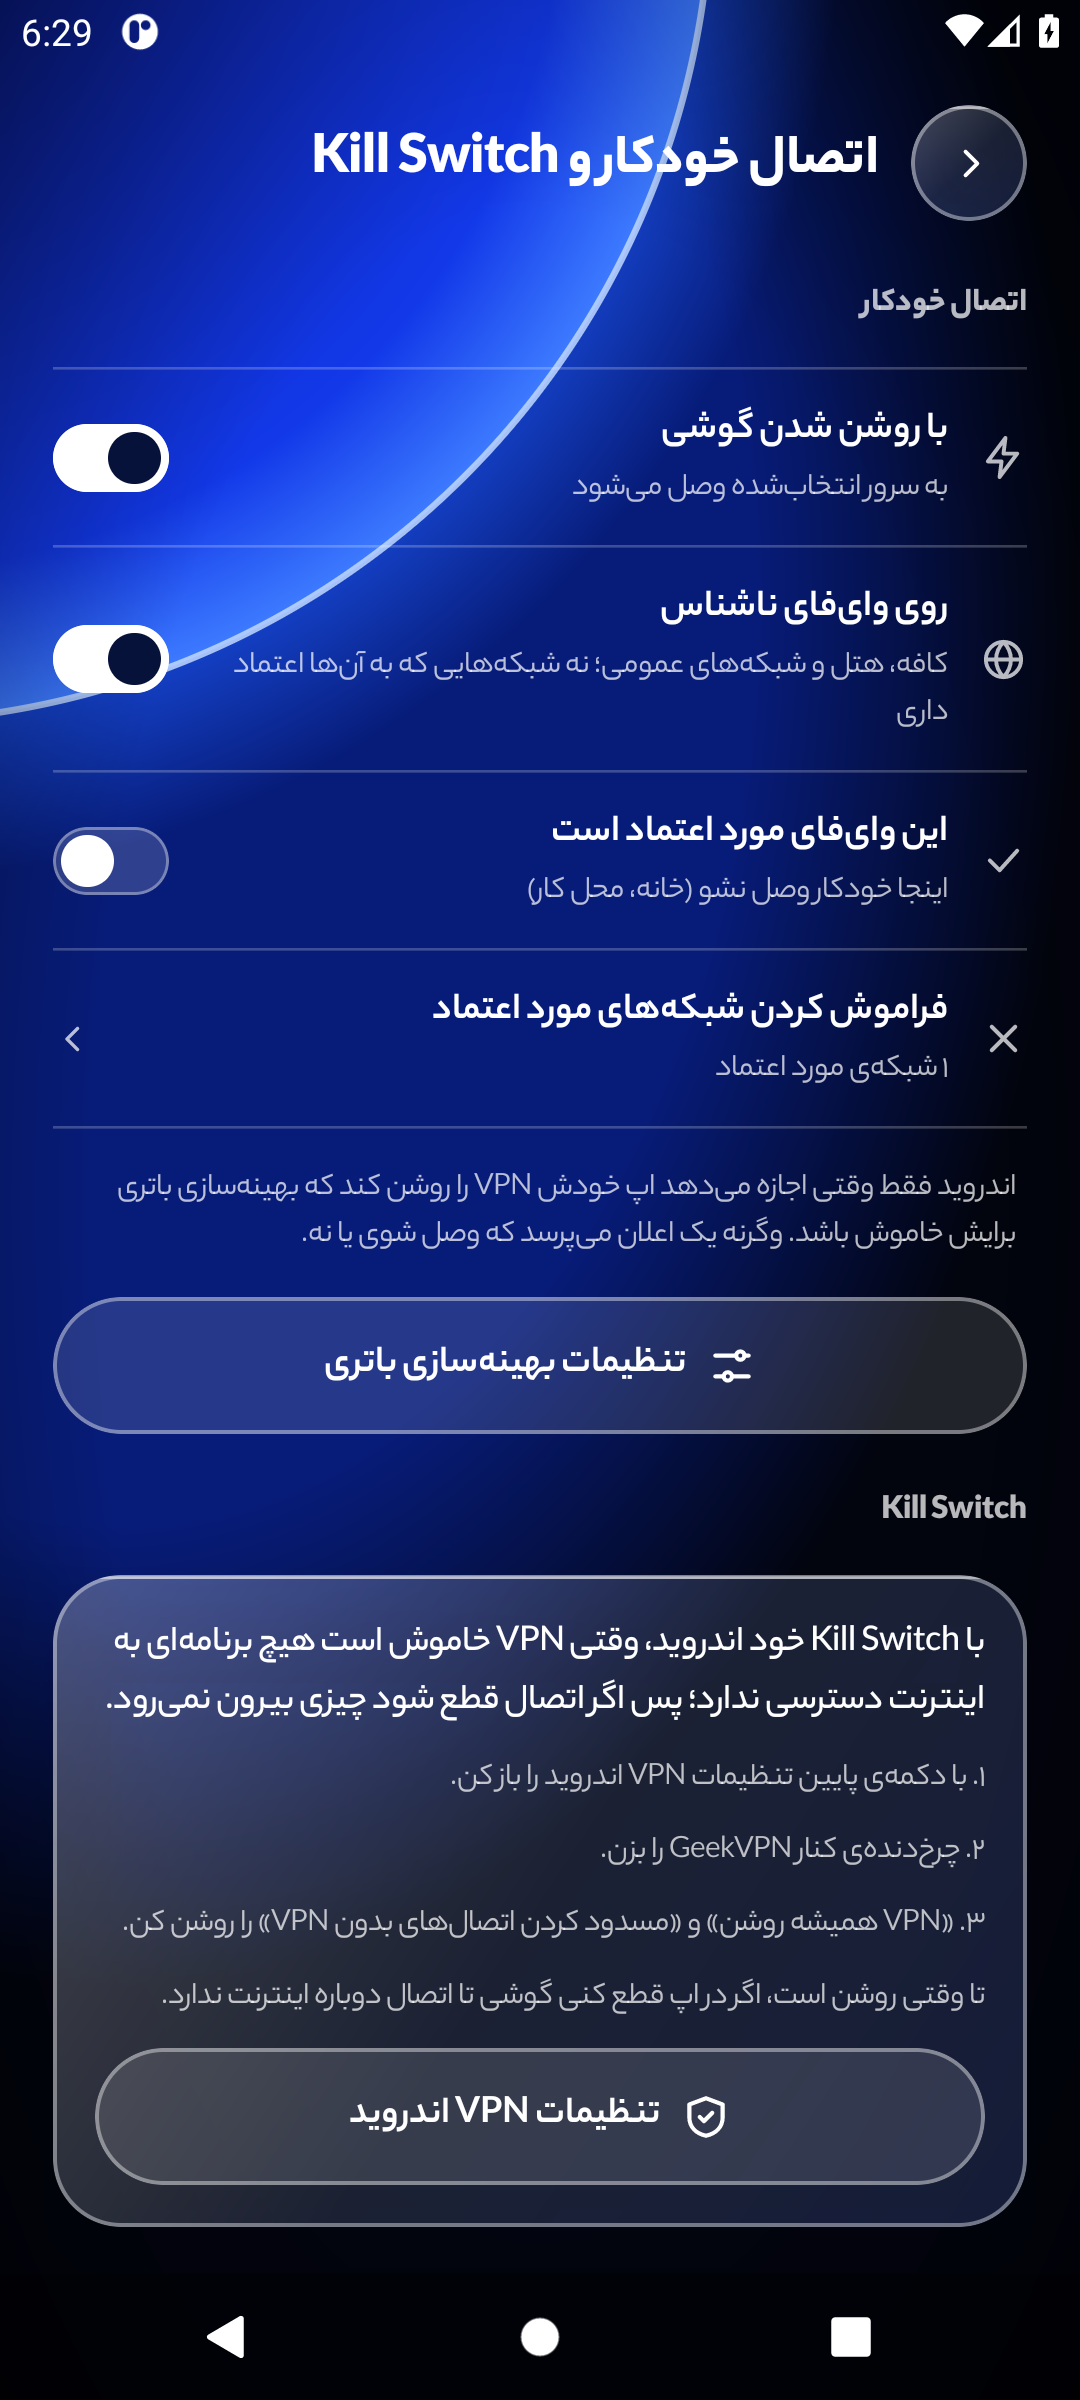 6:29
اتصال خودکار و Kill Switch
اتصال خودکار
با روشن شدن گوشی
به سرور انتخاب‌شده وصل می‌شود
روی وای‌فای ناشناس
کافه، هتل و شبکه‌های عمومی؛ نه شبکه‌هایی که به آن‌ها اعتماد
داری
این وای‌فای مورد اعتماد است
اینجا خودکار وصل نشو (خانه، محل کار)
فراموش کردن شبکه‌های مورد اعتماد
۱ شبکه‌ی مورد اعتماد
اندروید فقط وقتی اجازه می‌دهد اپ خودش VPN را روشن کند که بهینه‌سازی باتری
برایش خاموش باشد. وگرنه یک اعلان می‌پرسد که وصل شوی یا نه.
تنظیمات بهینه‌سازی باتری
Kill Switch
با Kill Switch خود اندروید، وقتی VPN خاموش است هیچ برنامه‌ای به
اینترنت دسترسی ندارد؛ پس اگر اتصال قطع شود چیزی بیرون نمی‌رود.
۱. با دکمه‌ی پایین تنظیمات VPN اندروید را باز کن.
۲. چرخ‌دنده‌ی کنار GeekVPN را بزن.
۳. «VPN همیشه روشن» و «مسدود کردن اتصال‌های بدون VPN» را روشن کن.
تا وقتی روشن است، اگر در اپ قطع کنی گوشی تا اتصال دوباره اینترنت ندارد.
تنظیمات VPN اندروید